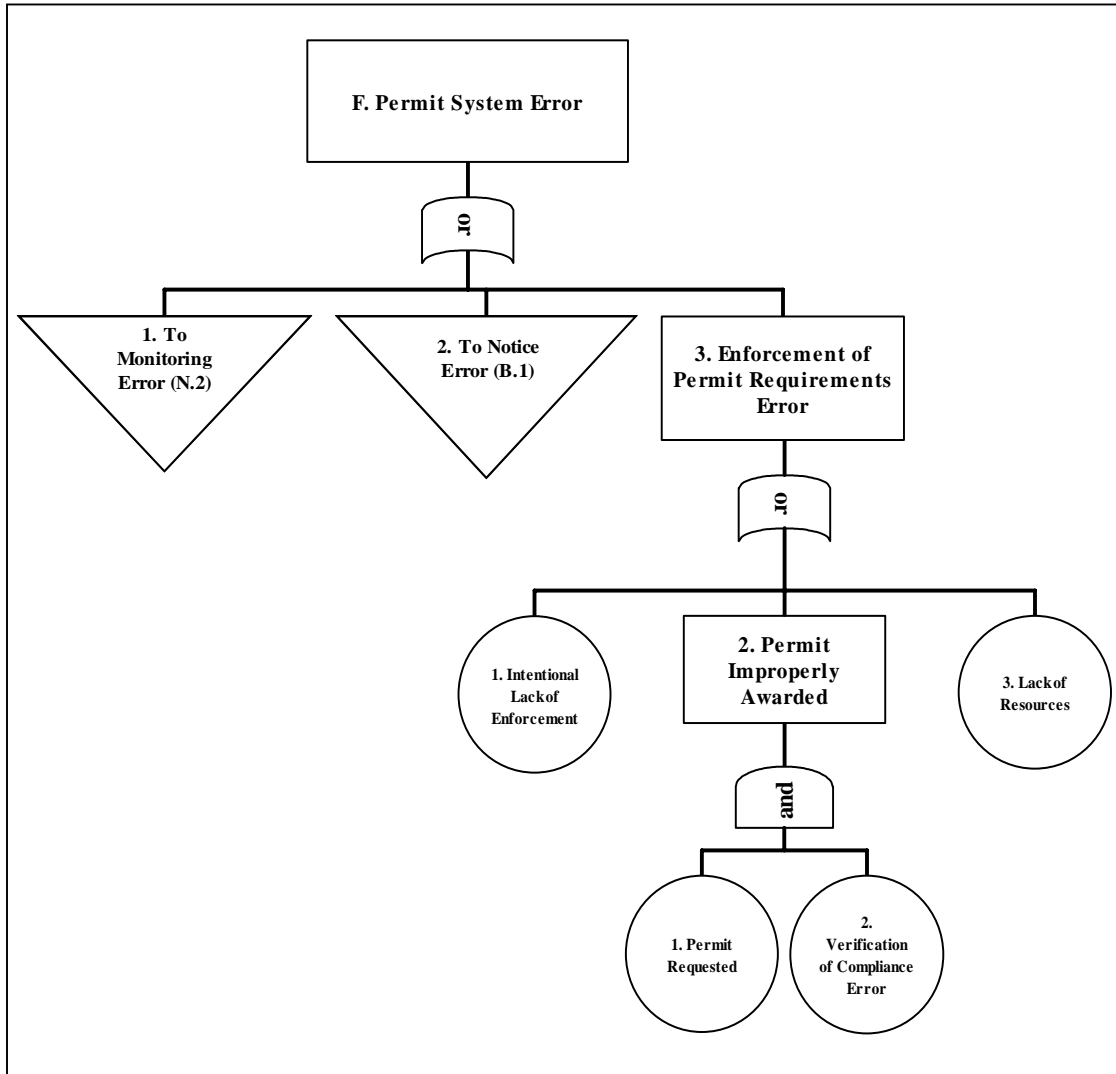 F. Permit System Error
or
1. To
Monitoring
Error (N.2)
2. To Notice
Error (B.1)
3. Enforcement of
Permit Requirements
Error
or
1. Intentional
Lackof
Enforcement
2. Permit
Improperly
Awarded
3. Lackof
Resources
and
1. Permit
Requested
2.
Verification
of Compliance
Error